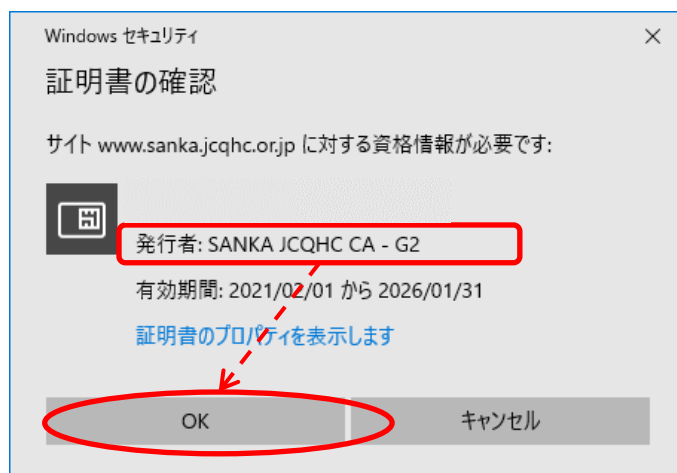 Windows セキュリティ
証明書の確認
サイト www.sanka.jcqhc.or.jp に対する資格情報が必要です:
発行者: SANKA JCQHC CA - G2
有効期間: 2021/02/01 から 2026/01/31
証明書のプロパティを表示します
OK
キャンセル